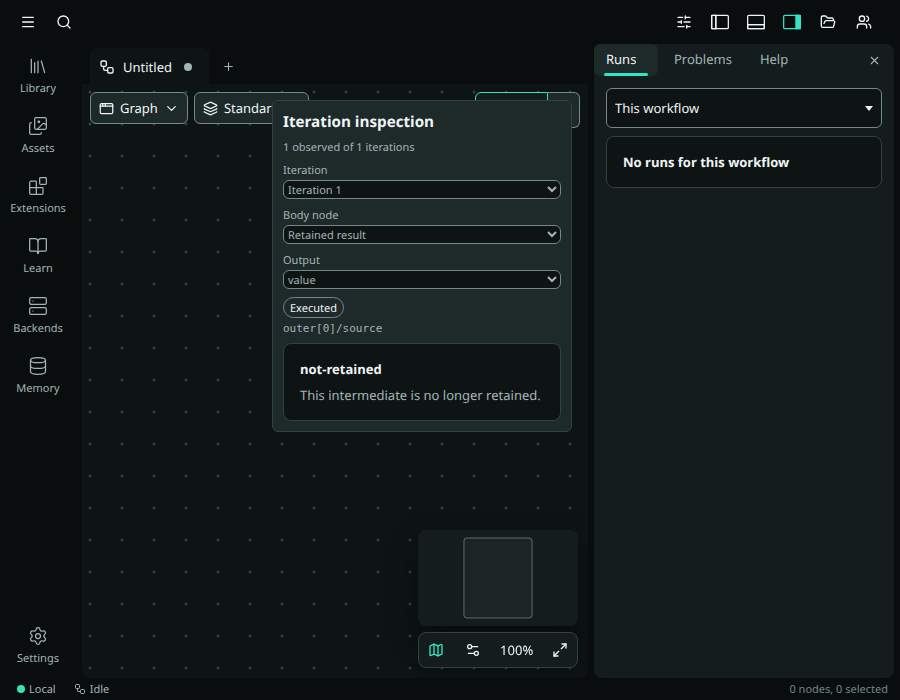 Untitled
Runs
Problems
Help
Library
Assets
Extensions
Learn
Backends
Memory
Settings
Graph
Standar
Iteration inspection
1 observed of 1 iterations
Iteration
Iteration 1
Body node
Retained result
Output
value
Executed
outer[0]/source
not-retained
This intermediate is no longer retained.
This workflow
No runs for this workflow
100%
Local
Idle
0 nodes, 0 selected